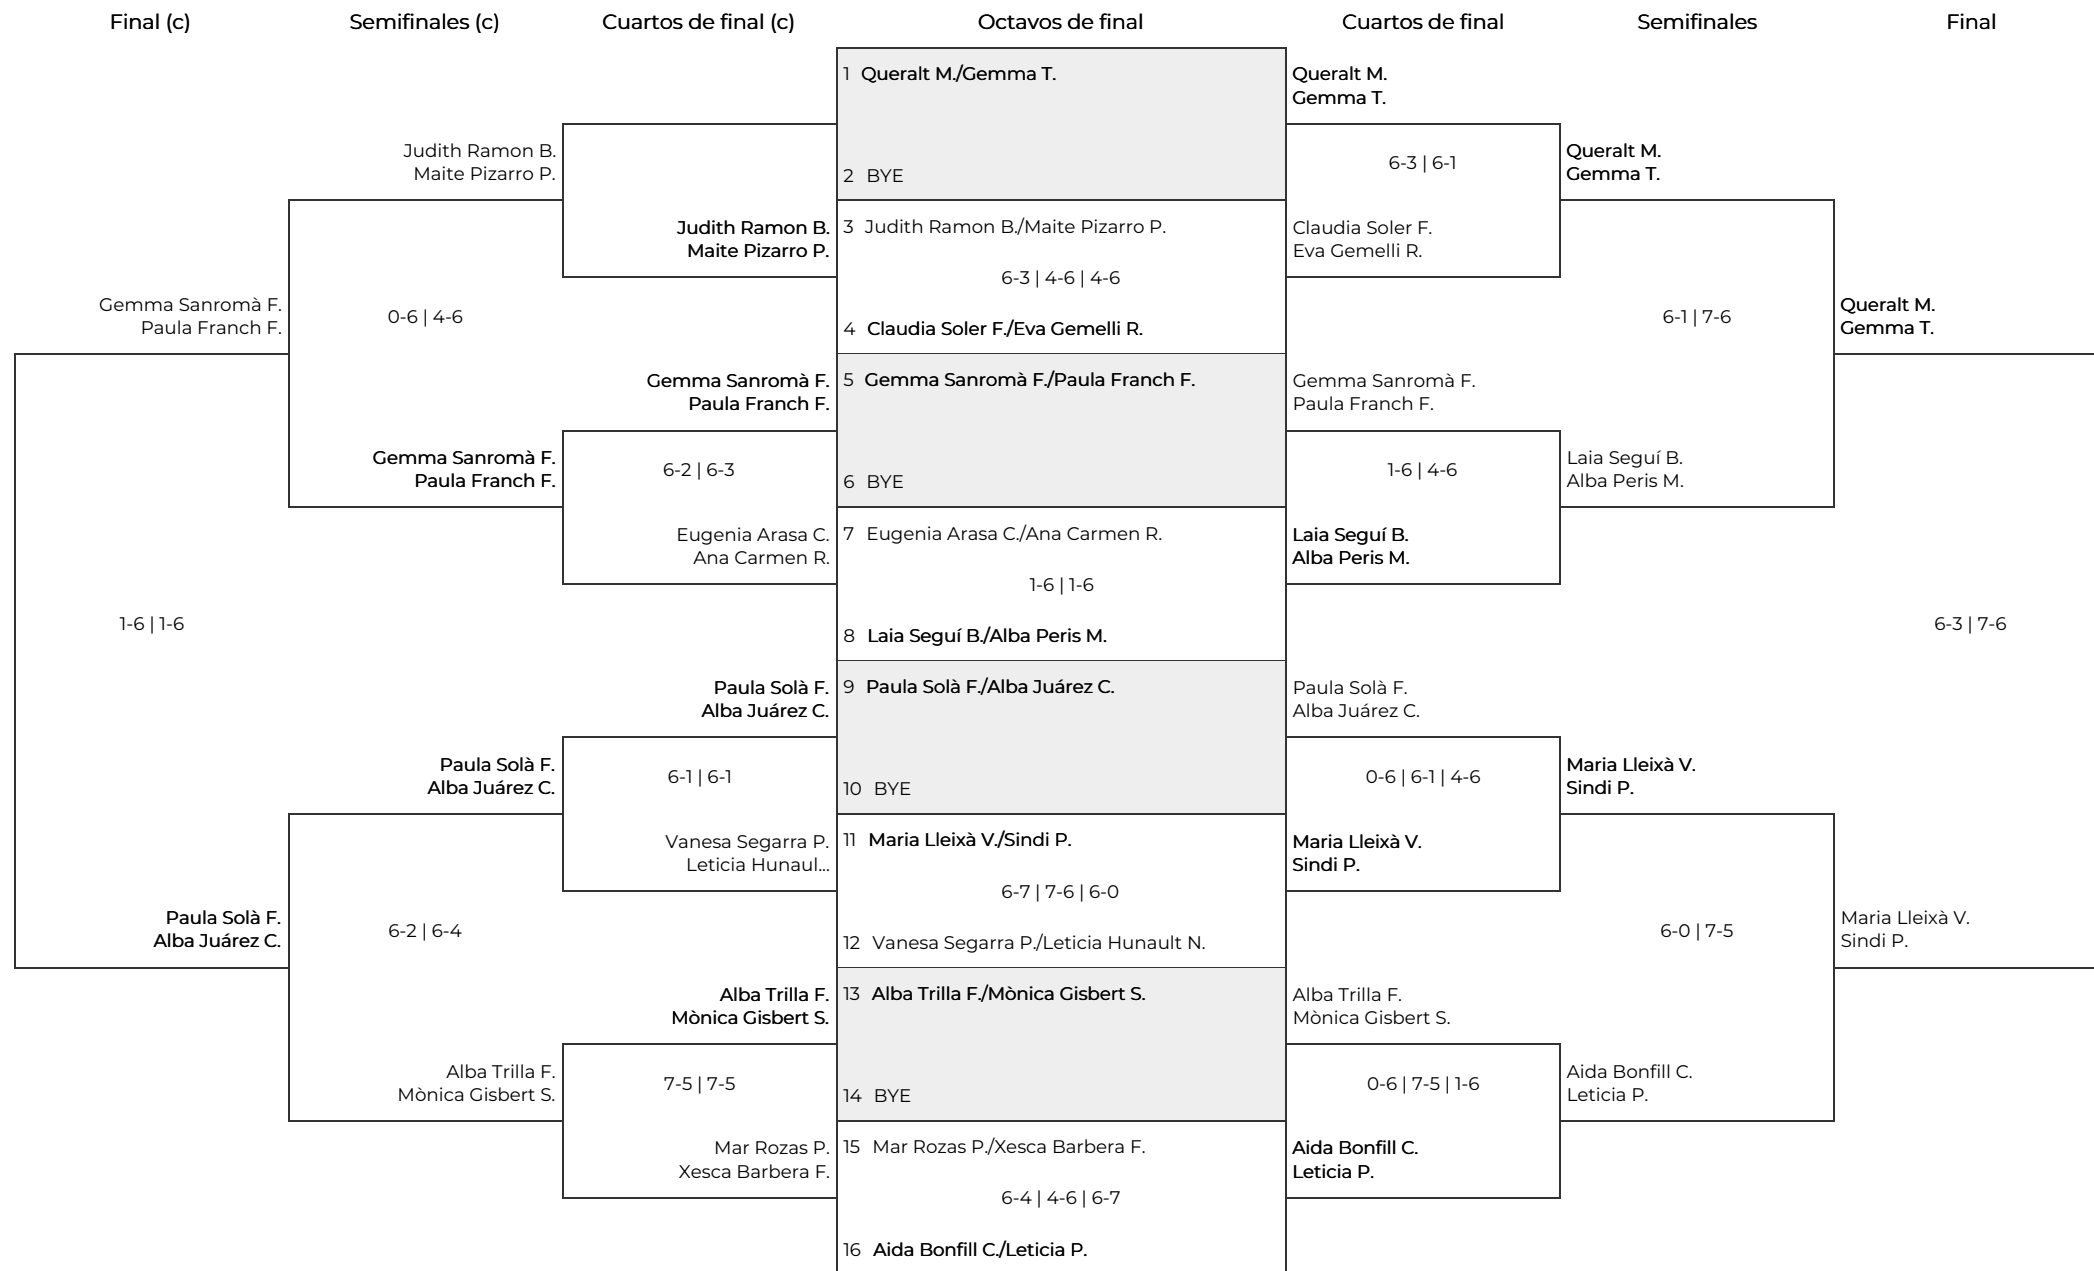 Final (c)
Semifinales (c)
Cuartos de final (c)
Octavos de final
Cuartos de final
Semifinales
Final
Gemma Sanromà F.
Paula Franch F.
1-6 | 1-6
Paula Solà F.
Alba Juárez C.
Judith Ramon B.
Maite Pizarro P.
0-6 | 4-6
Gemma Sanromà F.
Paula Franch F.
Paula Solà F.
Alba Juárez C.
6-2 | 6-4
Alba Trilla F.
Mònica Gisbert S.
Judith Ramon B.
Maite Pizarro P.
Gemma Sanromà F.
Paula Franch F.
6-2 | 6-3
Eugenia Arasa C.
Ana Carmen R.
Paula Solà F.
Alba Juárez C.
6-1 | 6-1
Vanesa Segarra P.
Leticia Hunaul...
Alba Trilla F.
Mònica Gisbert S.
7-5 | 7-5
Mar Rozas P.
Xesca Barbera F.
1 Queralt M./Gemma T.
2 BYE
3 Judith Ramon B./Maite Pizarro P.
6-3 | 4-6 | 4-6
4 Claudia Soler F./Eva Gemelli R.
5 Gemma Sanromà F./Paula Franch F.
6 BYE
7 Eugenia Arasa C./Ana Carmen R.
1-6 | 1-6
8 Laia Seguí B./Alba Peris M.
9 Paula Solà F./Alba Juárez C.
10 BYE
11 Maria Lleixà V./Sindi P.
6-7 | 7-6 | 6-0
12 Vanesa Segarra P./Leticia Hunault N.
13 Alba Trilla F./Mònica Gisbert S.
14 BYE
15 Mar Rozas P./Xesca Barbera F.
6-4 | 4-6 | 6-7
16 Aida Bonfill C./Leticia P.
Queralt M.
Gemma T.
6-3 | 6-1
Claudia Soler F.
Eva Gemelli R.
Gemma Sanromà F.
Paula Franch F.
1-6 | 4-6
Laia Seguí B.
Alba Peris M.
Paula Solà F.
Alba Juárez C.
0-6 | 6-1 | 4-6
Maria Lleixà V.
Sindi P.
Alba Trilla F.
Mònica Gisbert S.
0-6 | 7-5 | 1-6
Aida Bonfill C.
Leticia P.
Queralt M.
Gemma T.
6-1 | 7-6
Laia Seguí B.
Alba Peris M.
Maria Lleixà V.
Sindi P.
6-0 | 7-5
Aida Bonfill C.
Leticia P.
Queralt M.
Gemma T.
6-3 | 7-6
Maria Lleixà V.
Sindi P.